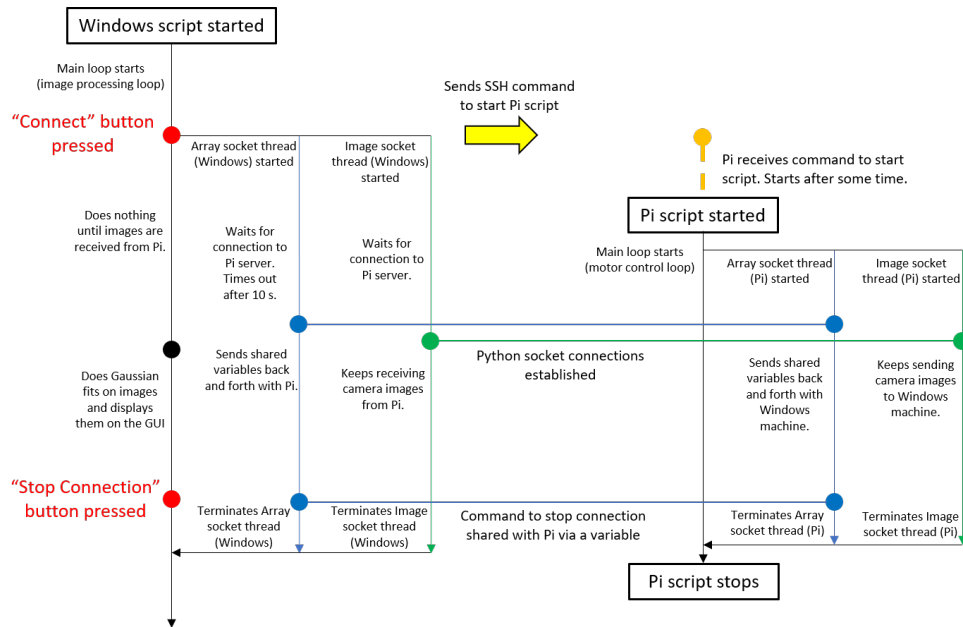 Windows script started
Main loop starts
(image processing loop)
Sends SSH command
to start Pi script
“Connect” button
pressed
Array socket thread
(Windows) started
Image socket
thread (Windows)
started
Pi receives command to start
script. Starts after some time.
Pi script started
Does nothing
until images are
received from Pi.
Waits for
connection to
Pi server.
Times out
after 10 s.
Waits for
connection to
Pi server.
Main loop starts
(motor control loop)
Array socket thread
(Pi) started
Image socket
thread (Pi) started
Python socket connections
established
Does Gaussian
fits on images
and displays
them on the GUI
Sends shared
variables back
and forth with Pi.
Keeps receiving
camera images
from Pi.
Sends shared
variables back
and forth with
Windows
machine.
Keeps sending
camera images
to Windows
machine.
“Stop Connection”
button pressed
Terminates Array
socket thread
(Windows)
Terminates Image
socket thread
(Windows)
Command to stop connection
shared with Pi via a variable
Terminates Array
socket thread (Pi)
Terminates Image
socket thread (Pi)
Pi script stops